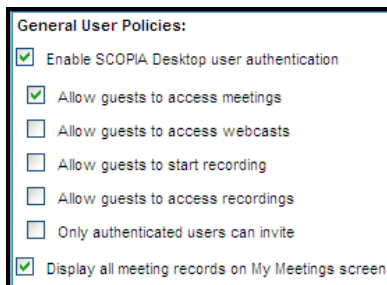 General User Policies:
Enable SCOPIA Desktop user authentication
Allow guests to access meetings
Allow guests to access webcasts
Allow guests to start recording
Allow guests to access recordings
Only authenticated users can invite
Display all meeting records on My Meetings screen